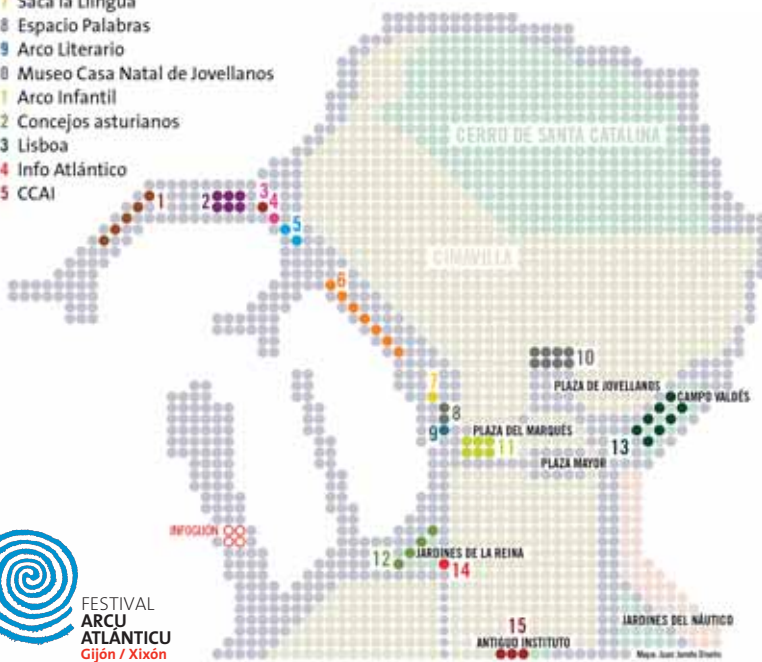 7 Saca la Llingua
8 Espacio Palabras
9 Arco Literario
0 Museo Casa Natal de Jovellanos
1 Arco Infantil
2 Concejos asturianos
3 Lisboa
4 Info Atlántico
5 CCAI
CERRO DE SANTA CATALINA
1
2
3
4
5
CIMAVILLA
6
10
PLAZA DE JOVELLANOS
7
CAMPO VALDÉS
8
9
PLAZA DEL MARQUÉS
11
13
PLAZA MAYOR
INFOGIJÓN
12
JARDINES DE LA REINA
14
FESTIVAL
ARCU
ATLÁNTICU
Gijón / Xixón
15
ANTIGUO INSTITUTO
JARDINES DEL NÁUTICO